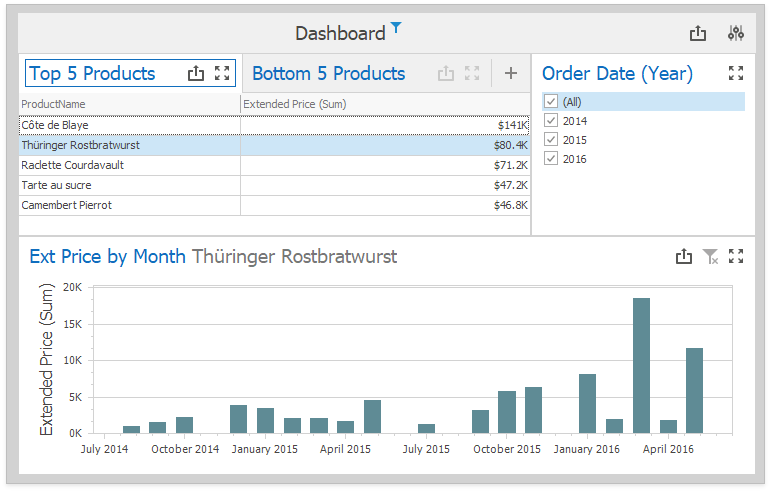 Dashboard
Top 5 Products
Bottom 5 Products
Order Date (Year)
ProductName Extended Price (Sum)
Côte de Blaye $141K
Thüringer Rostbratwurst $80.4K
Raclette Courdavault $71.2K
Tarte au sucre $47.2K
Camembert Pierrot $46.8K
(All)
2014
2015
2016
Ext Price by Month Thüringer Rostbratwurst
Extended Price (Sum)
20K
15K
10K
5K
0K
July 2014 October 2014 January 2015 April 2015 July 2015 October 2015 January 2016 April 2016